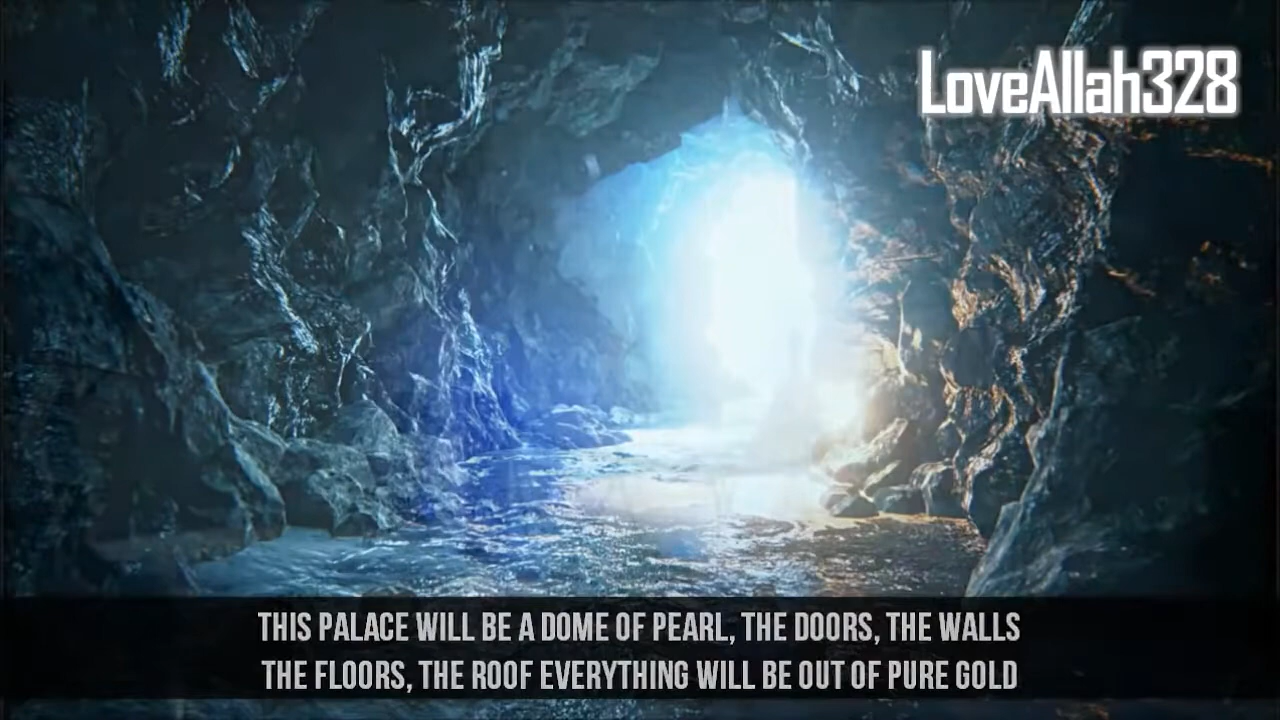 LoveAllah328
THIS PALACE WILL BE A DOME OF PEARL, THE DOORS, THE WALLS
THE FLOORS, THE ROOF EVERYTHING WILL BE OUT OF PURE GOLD